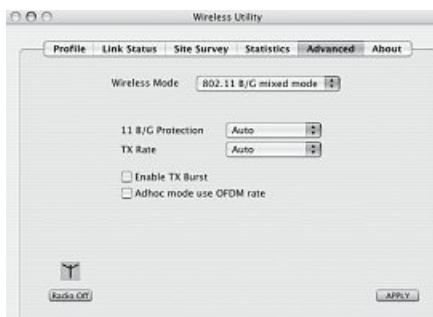 Wireless Utility
Profile Link Status Site Survey Statistics Advanced About
Wireless Mode 802.11 B/G mixed mode
11 B/G Protection Auto
TX Rate Auto
Enable TX Burst
Adhoc mode use OFDM rate
Radio Off
APPLY